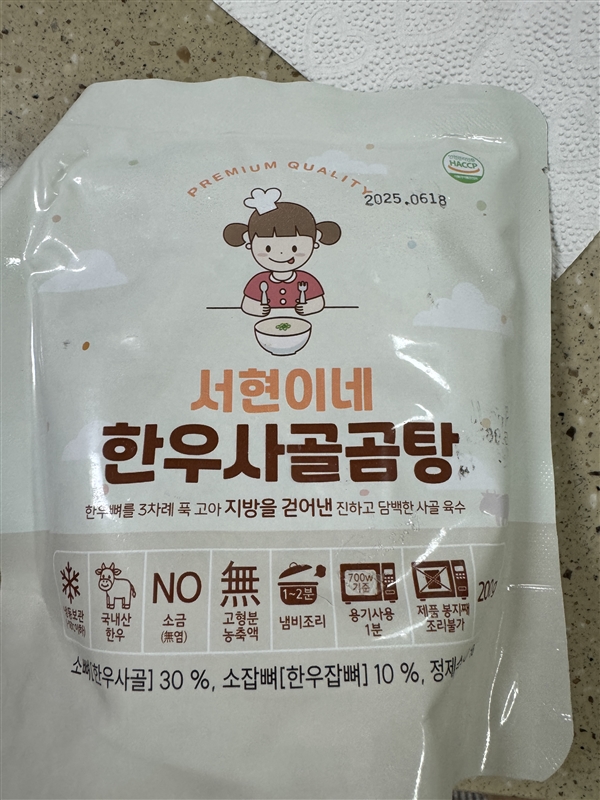 PREMIUM QUALITY
HACCP
2025.0618
서현이네
한우사골곰탕
한우뼈를 3차례 푹 고아 지방을 걷어낸 진하고 담백한 사골 육수
국내산
한우
NO
소금
(無염)
無
고형분
농축액
1~2분
냄비조리
700w
기준
용기사용
1분
제품 봉지째
조리불가
200g
소뼈[한우사골] 30 %, 소잡뼈[한우잡뼈] 10 %,